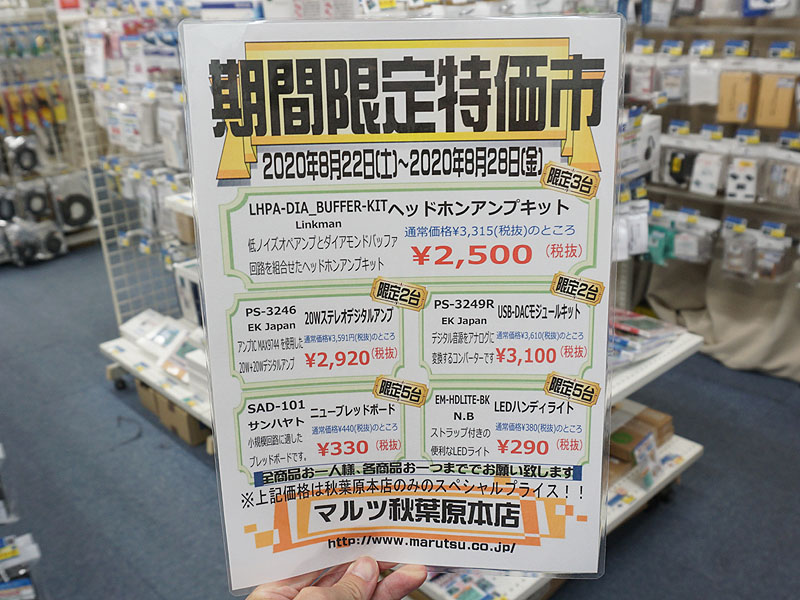 期間限定特価市
2020年8月22日(土)～2020年8月28日(金)
限定3台
LHPA-DIA_BUFFER-KIT ヘッドホンアンプキット
Linkman
通常価格¥3,315(税抜)のところ
低ノイズオペアンプとダイアモンドバッファ
回路を組合せたヘッドホンアンプキット
¥2,500 (税抜)
限定2台
PS-3246 20Wステレオデジタルアンプ
EK Japan
通常価格¥3,591円(税抜)のところ
アンプIC MAX9744 を使用した
20W+20Wデジタルアンプ
¥2,920 (税抜)
限定2台
PS-3249R USB-DACモジュールキット
EK Japan
通常価格¥3,610(税抜)のところ
デジタル音源をアナログに
変換するコンバーターです
¥3,100 (税抜)
限定5台
SAD-101 ニューブレッドボード
サンハヤト
通常価格¥440(税抜)のところ
小規模回路に適した
ブレッドボードです。
¥330 (税抜)
限定5台
EM-HDLITE-BK LEDハンディライト
N.B
通常価格¥380(税抜)のところ
ストラップ付きの
便利なLEDライト
¥290 (税抜)
全商品お一人様、各商品お一つまででお願い致します
※上記価格は秋葉原本店のみのスペシャルプライス！！
マルツ秋葉原本店
http://www.marutsu.co.jp/